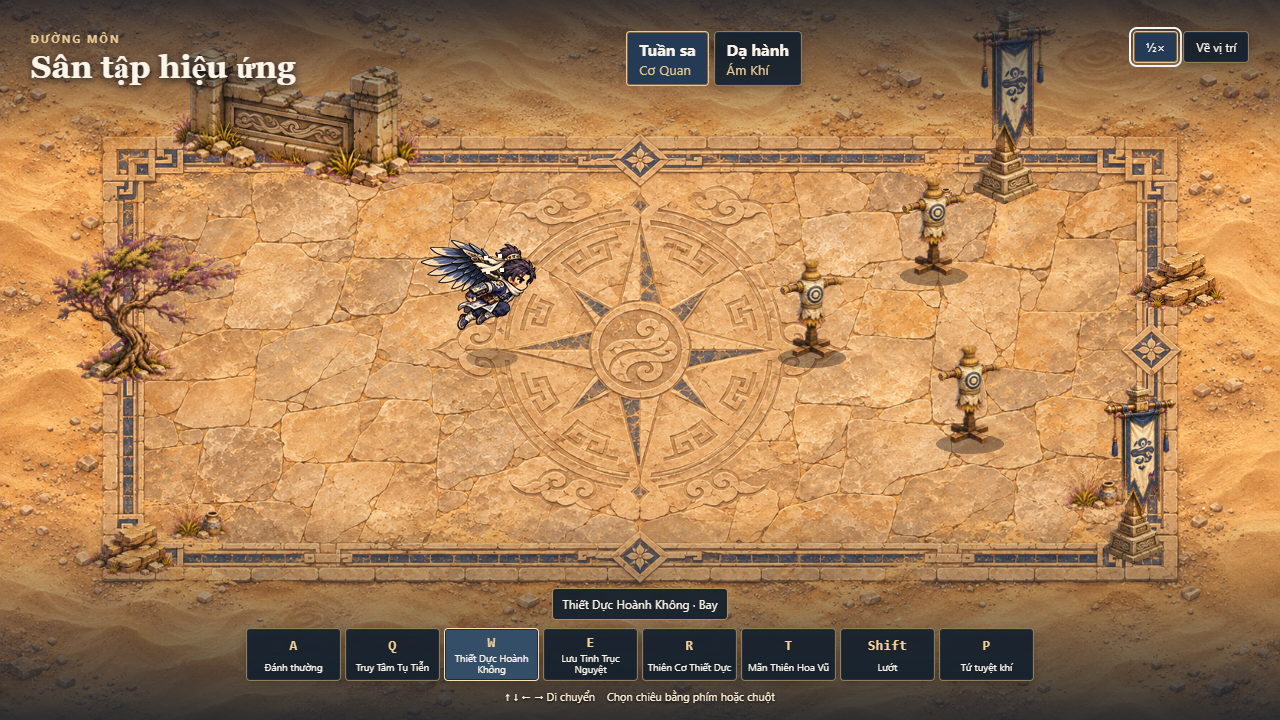 ĐƯỜNG MÔN
Sân tập hiệu ứng
Tuần sa
Cơ Quan
Dạ hành
Ám Khí
½×
Về vị trí
Thiết Dực Hoành Không · Bay
A
Đánh thường
Q
Truy Tâm Tụ Tiễn
W
Thiết Dực Hoành
Không
E
Lưu Tinh Trục
Nguyệt
R
Thiên Cơ Thiết Dực
T
Mãn Thiên Hoa Vũ
Shift
Lướt
P
Tứ tuyệt khí
↑ ↓ ← → Di chuyển
Chọn chiêu bằng phím hoặc chuột